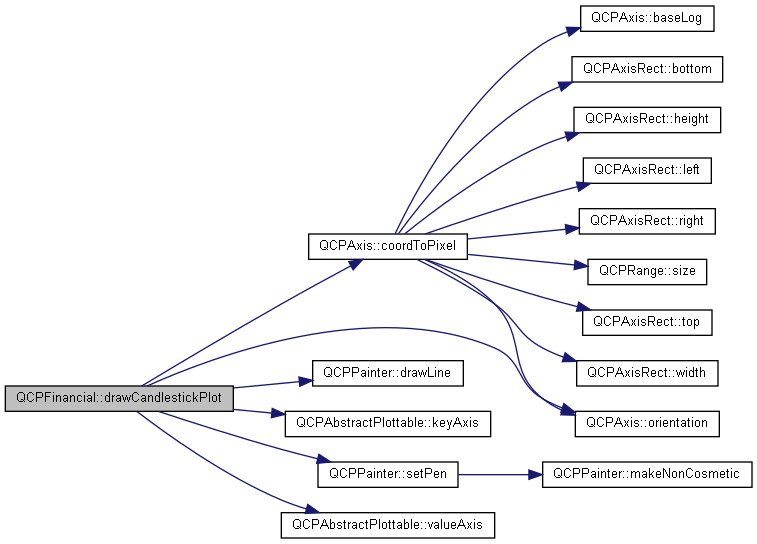 QCPAxis::baseLog
QCPAxisRect::bottom
QCPAxisRect::height
QCPAxisRect::left
QCPAxisRect::right
QCPAxis::coordToPixel
QCPRange::size
QCPAxisRect::top
QCPAxisRect::width
QCPPainter::drawLine
QCPFinancial::drawCandlestickPlot
QCPAbstractPlottable::keyAxis
QCPAxis::orientation
QCPPainter::setPen
QCPPainter::makeNonCosmetic
QCPAbstractPlottable::valueAxis